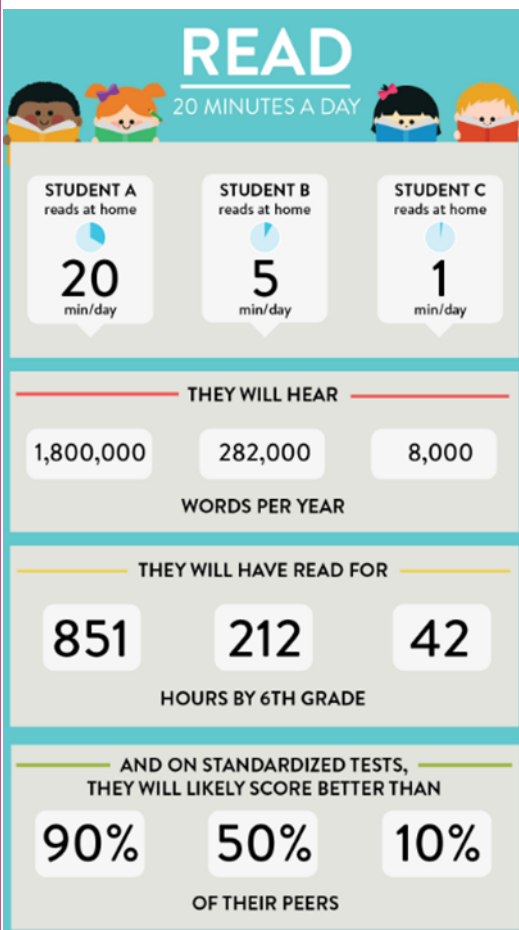 READ
20 MINUTES A DAY
STUDENT A
reads at home
20
min/day
STUDENT B
reads at home
5
min/day
STUDENT C
reads at home
1
min/day
THEY WILL HEAR
1,800,000 282,000 8,000
WORDS PER YEAR
THEY WILL HAVE READ FOR
851 212 42
HOURS BY 6TH GRADE
AND ON STANDARDIZED TESTS,
THEY WILL LIKELY SCORE BETTER THAN
90% 50% 10%
OF THEIR PEERS